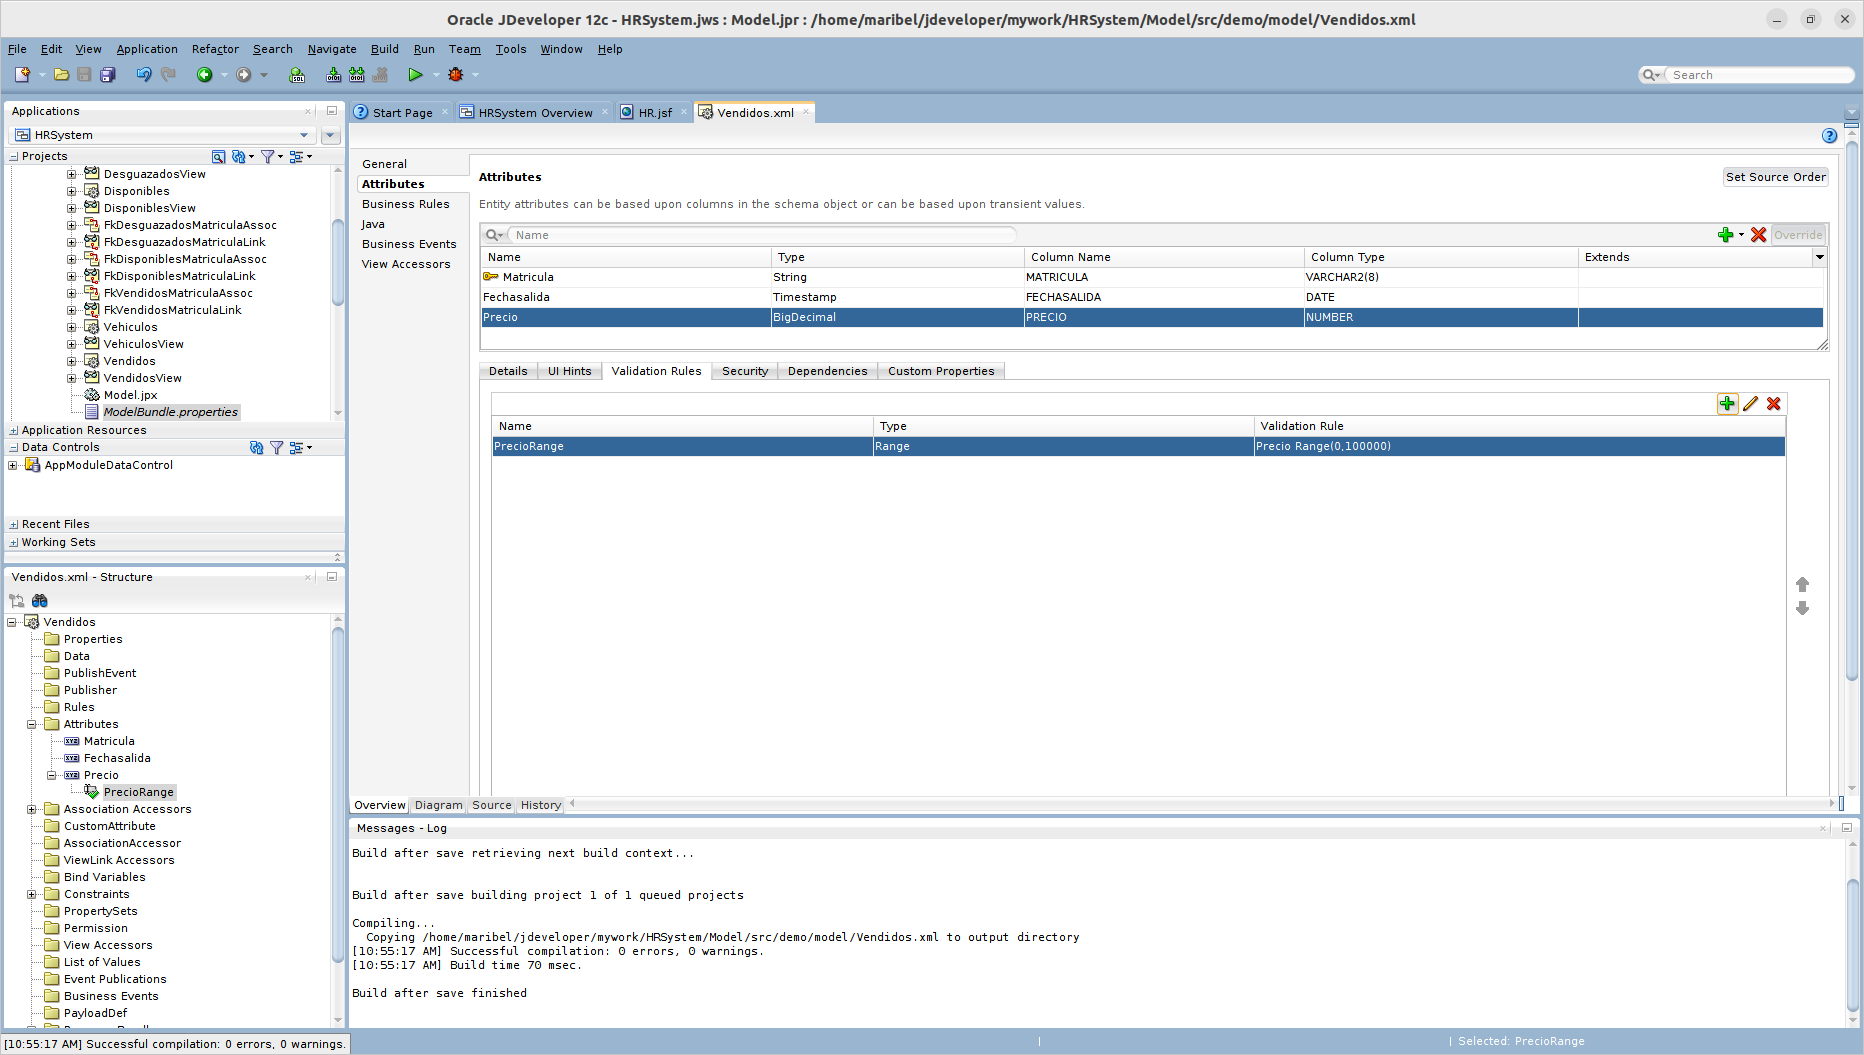 Oracle JDeveloper 12c - HRSystem.jws : Model.jpr : /home/maribel/jdeveloper/mywork/HRSystem/Model/src/demo/model/Vendidos.xml
File Edit View Application Refactor Search Navigate Build Run Team Tools Window Help
Search
Applications
HRSystem
Projects
DesguazadosView
Disponibles
DisponiblesView
FkDesguazadosMatriculaAssoc
FkDesguazadosMatriculaLink
FkDisponiblesMatriculaAssoc
FkDisponiblesMatriculaLink
FkVendidosMatriculaAssoc
FkVendidosMatriculaLink
Vehiculos
VehiculosView
Vendidos
VendidosView
Model.jpx
ModelBundle.properties
Application Resources
Data Controls
AppModuleDataControl
Recent Files
Working Sets
Vendidos.xml - Structure
Vendidos
Properties
Data
PublishEvent
Publisher
Rules
Attributes
Matricula
Fechasalida
Precio
PrecioRange
Association Accessors
CustomAttribute
AssociationAccessor
ViewLink Accessors
Bind Variables
Constraints
PropertySets
Permission
View Accessors
List of Values
Event Publications
Business Events
PayloadDef
Start Page HRSystem Overview HR.jsf Vendidos.xml
General
Attributes
Business Rules
Java
Business Events
View Accessors
Attributes
Set Source Order
Entity attributes can be based upon columns in the schema object or can be based upon transient values.
Name
Override
Name Type Column Name Column Type Extends
Matricula String MATRICULA VARCHAR2(8)
Fechasalida Timestamp FECHASALIDA DATE
Precio BigDecimal PRECIO NUMBER
Details UI Hints Validation Rules Security Dependencies Custom Properties
Name Type Validation Rule
PrecioRange Range Precio Range(0,100000)
Overview Diagram Source History
Messages - Log
Build after save retrieving next build context...
Build after save building project 1 of 1 queued projects
Compiling...
Copying /home/maribel/jdeveloper/mywork/HRSystem/Model/src/demo/model/Vendidos.xml to output directory
[10:55:17 AM] Successful compilation: 0 errors, 0 warnings.
[10:55:17 AM] Build time 70 msec.
Build after save finished
[10:55:17 AM] Successful compilation: 0 errors, 0 warnings.
Selected: PrecioRange